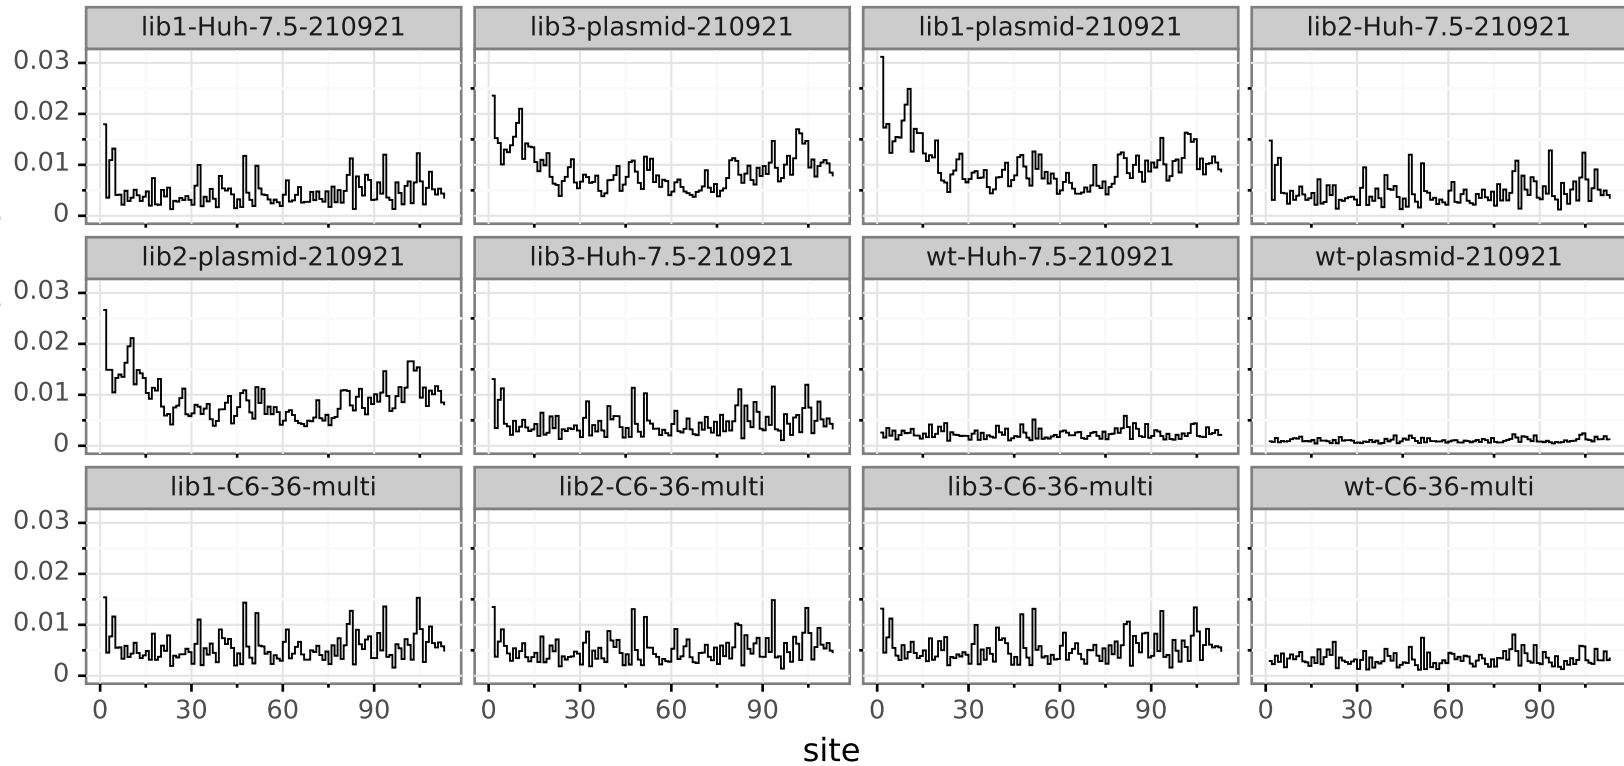 lib1-Huh-7.5-210921 lib3-plasmid-210921 lib1-plasmid-210921 lib2-Huh-7.5-210921
0.03
0.02
0.01
0
lib2-plasmid-210921 lib3-Huh-7.5-210921 wt-Huh-7.5-210921 wt-plasmid-210921
0.03
0.02
0.01
0
lib1-C6-36-multi lib2-C6-36-multi lib3-C6-36-multi wt-C6-36-multi
0.03
0.02
0.01
0
0 30 60 90 0 30 60 90 0 30 60 90 0 30 60 90
site